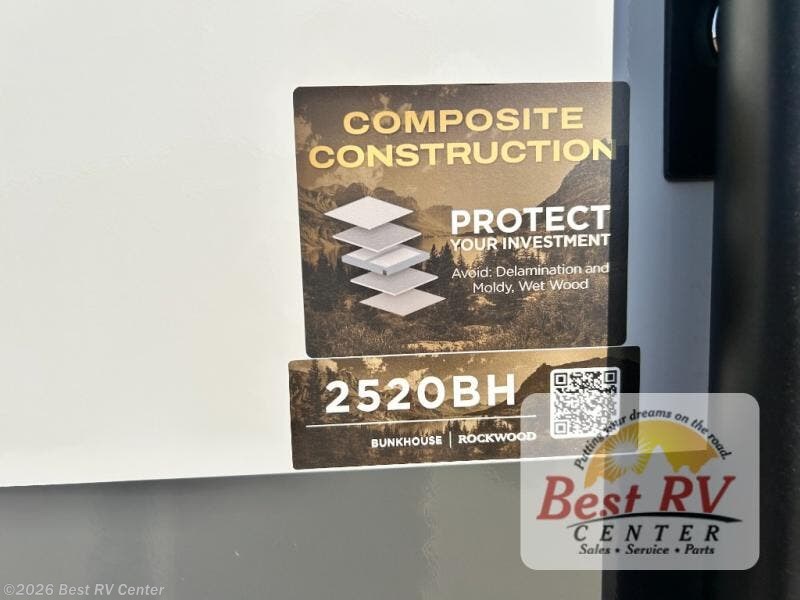 COMPOSITE
CONSTRUCTION
PROTECT
YOUR INVESTMENT
Avoid: Delamination and
Moldy, Wet Wood
2520BH
BUNKHOUSE | ROCKWOOD
Putting your dreams on the road.
Best RV
CENTER
Sales • Service • Parts
©2026 Best RV Center